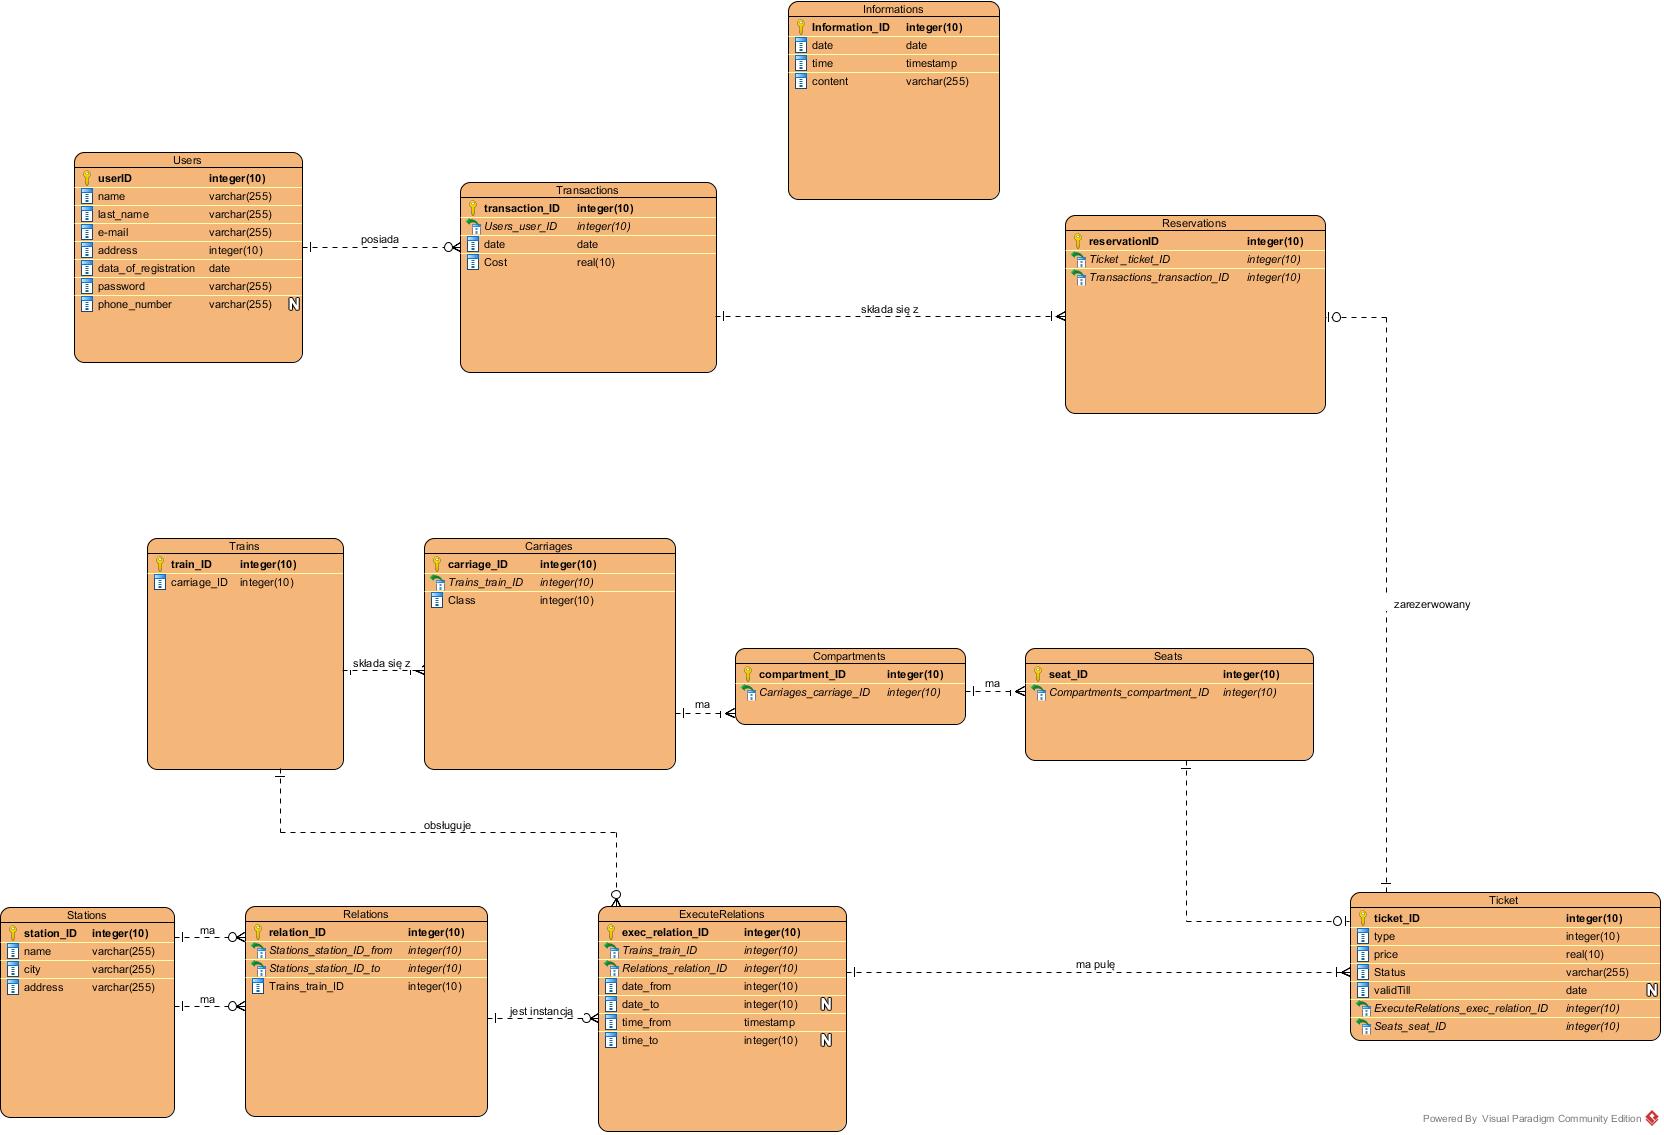 Informations
Information_ID integer(10)
date date
time timestamp
content varchar(255)
Users
userID integer(10)
name varchar(255)
last_name varchar(255)
e-mail varchar(255)
address integer(10)
data_of_registration date
password varchar(255)
phone_number varchar(255) N
posiada
Transactions
transaction_ID integer(10)
Users_user_ID integer(10)
date date
Cost real(10)
składa się z
Reservations
reservationID integer(10)
Ticket_ticket_ID integer(10)
Transactions_transaction_ID integer(10)
zarezerwowany
Trains
train_ID integer(10)
carriage_ID integer(10)
składa się z
Carriages
carriage_ID integer(10)
Trains_train_ID integer(10)
Class integer(10)
ma
Compartments
compartment_ID integer(10)
Carriages_carriage_ID integer(10)
ma
Seats
seat_ID integer(10)
Compartments_compartment_ID integer(10)
obsługuje
Stations
station_ID integer(10)
name varchar(255)
city varchar(255)
address varchar(255)
ma
ma
Relations
relation_ID integer(10)
Stations_station_ID_from integer(10)
Stations_station_ID_to integer(10)
Trains_train_ID integer(10)
jest instancją
ExecuteRelations
exec_relation_ID integer(10)
Trains_train_ID integer(10)
Relations_relation_ID integer(10)
date_from integer(10)
date_to integer(10) N
time_from timestamp
time_to integer(10) N
ma pulę
Ticket
ticket_ID integer(10)
type integer(10)
price real(10)
Status varchar(255)
validTill date N
ExecuteRelations_exec_relation_ID integer(10)
Seats_seat_ID integer(10)
Powered By Visual Paradigm Community Edition